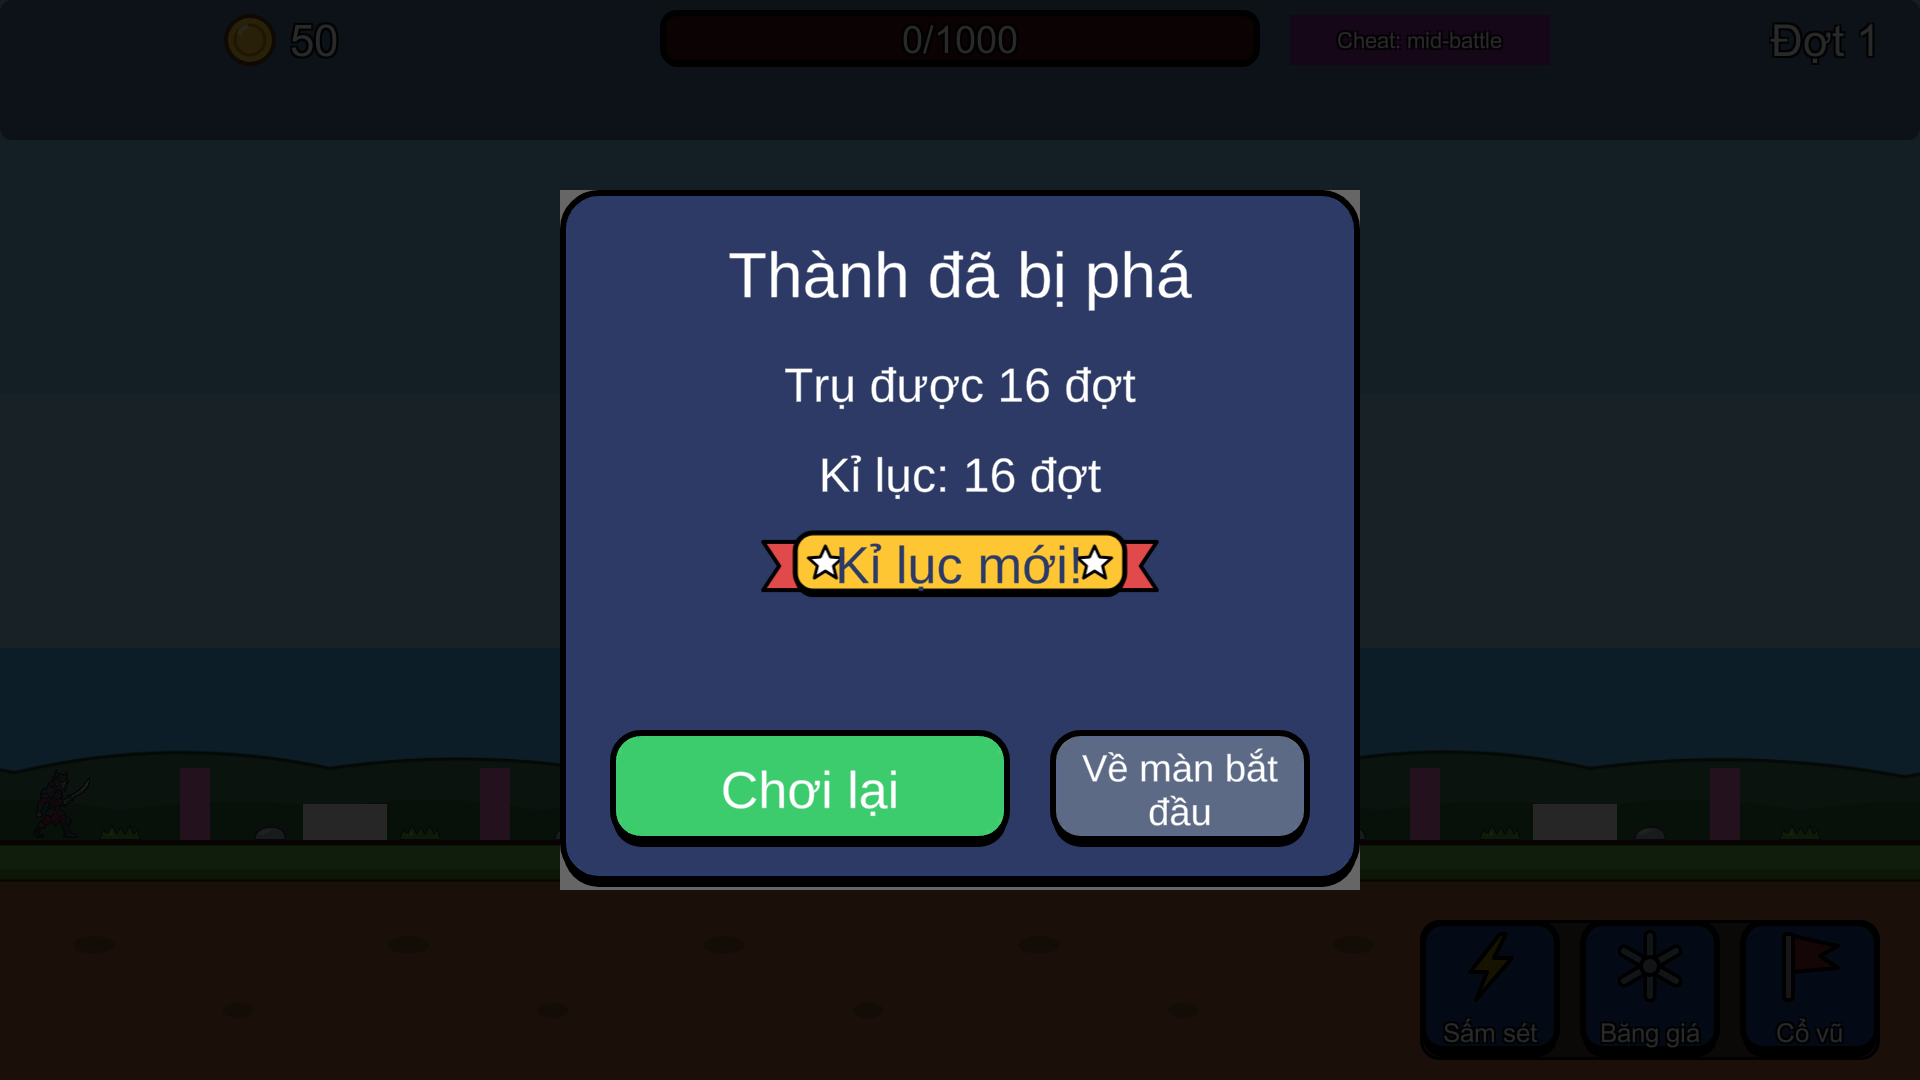 50
0/1000
Cheat: mid-battle
Đợt 1
Thành đã bị phá
Trụ được 16 đợt
Kỉ lục: 16 đợt
Kỉ lục mới!
Chơi lại
Về màn bắt
đầu
Sấm sét
Băng giá
Cổ vũ